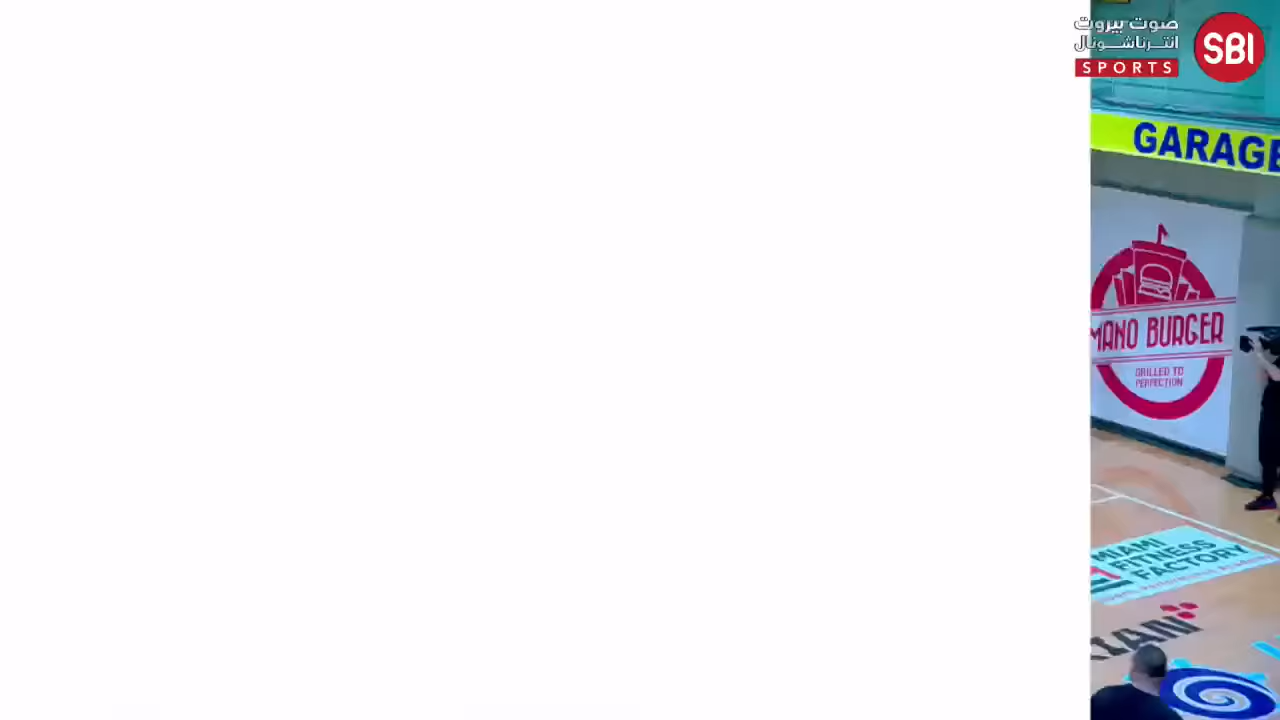 صوت بيروت
انترناشونال
SPORTS
SBI
GARAGE
MANO BURGER
GRILLED TO
PERFECTION
MIAMI
FITNESS
FACTORY